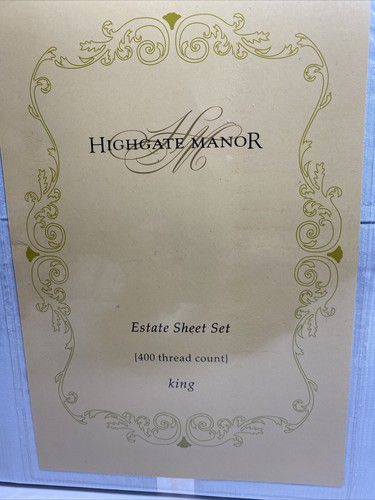 HM
HIGHGATE MANOR
Estate Sheet Set
{400 thread count}
king